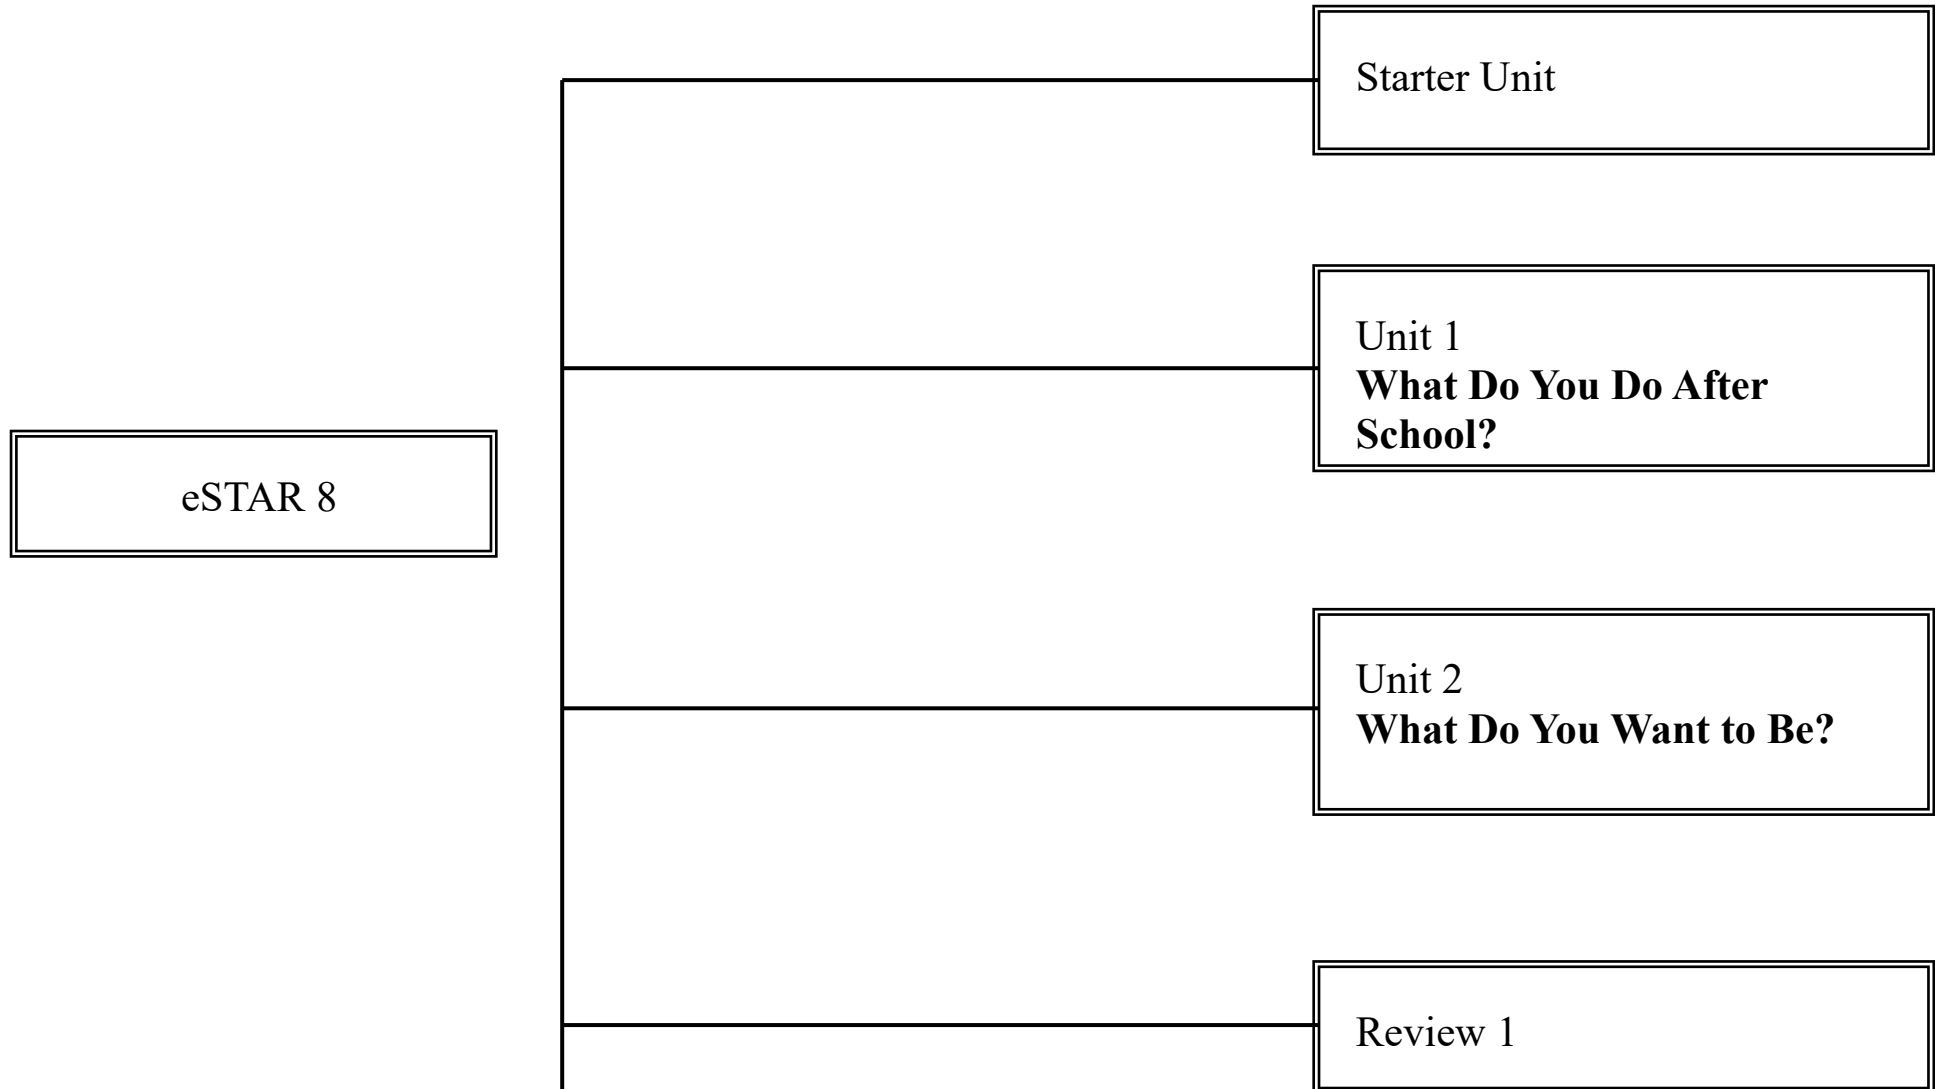 Starter Unit
Unit 1
What Do You Do After
School?
eSTAR 8
Unit 2
What Do You Want to Be?
Review 1